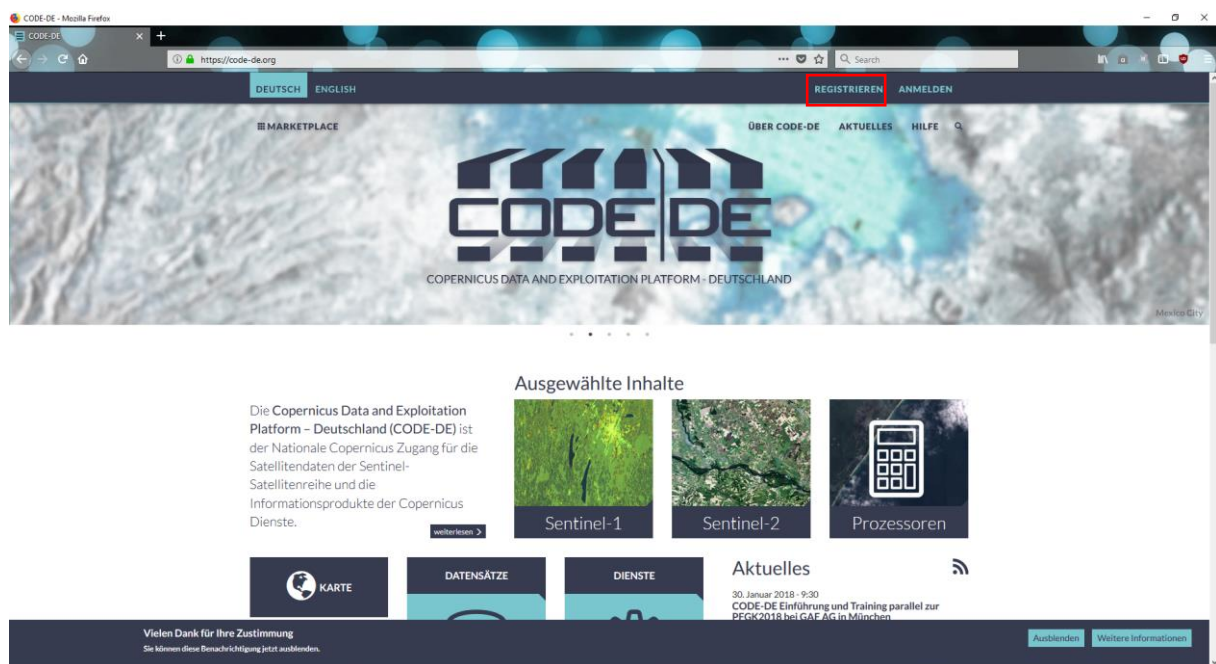 CODE-DE - Mozilla Firefox
CODE-DE
https://code-de.org
Search
DEUTSCH ENGLISH
REGISTRIEREN ANMELDEN
MARKETPLACE
ÜBER CODE-DE AKTUELLES HILFE
CODE|DE
COPERNICUS DATA AND EXPLOITATION PLATFORM - DEUTSCHLAND
Mexico City
Ausgewählte Inhalte
Die Copernicus Data and Exploitation
Platform – Deutschland (CODE-DE) ist
der Nationale Copernicus Zugang für die
Satellitendaten der Sentinel-
Satellitenreihe und die
Informationsprodukte der Copernicus
Dienste.
weiterlesen
Sentinel-1
Sentinel-2
Prozessoren
KARTE
DATENSÄTZE
DIENSTE
Aktuelles
30. Januar 2018 - 9:30
CODE-DE Einführung und Training parallel zur
PFGK2018 bei GAF AG in München
Vielen Dank für Ihre Zustimmung
Sie können diese Benachrichtigung jetzt ausblenden.
Ausblenden
Weitere Informationen